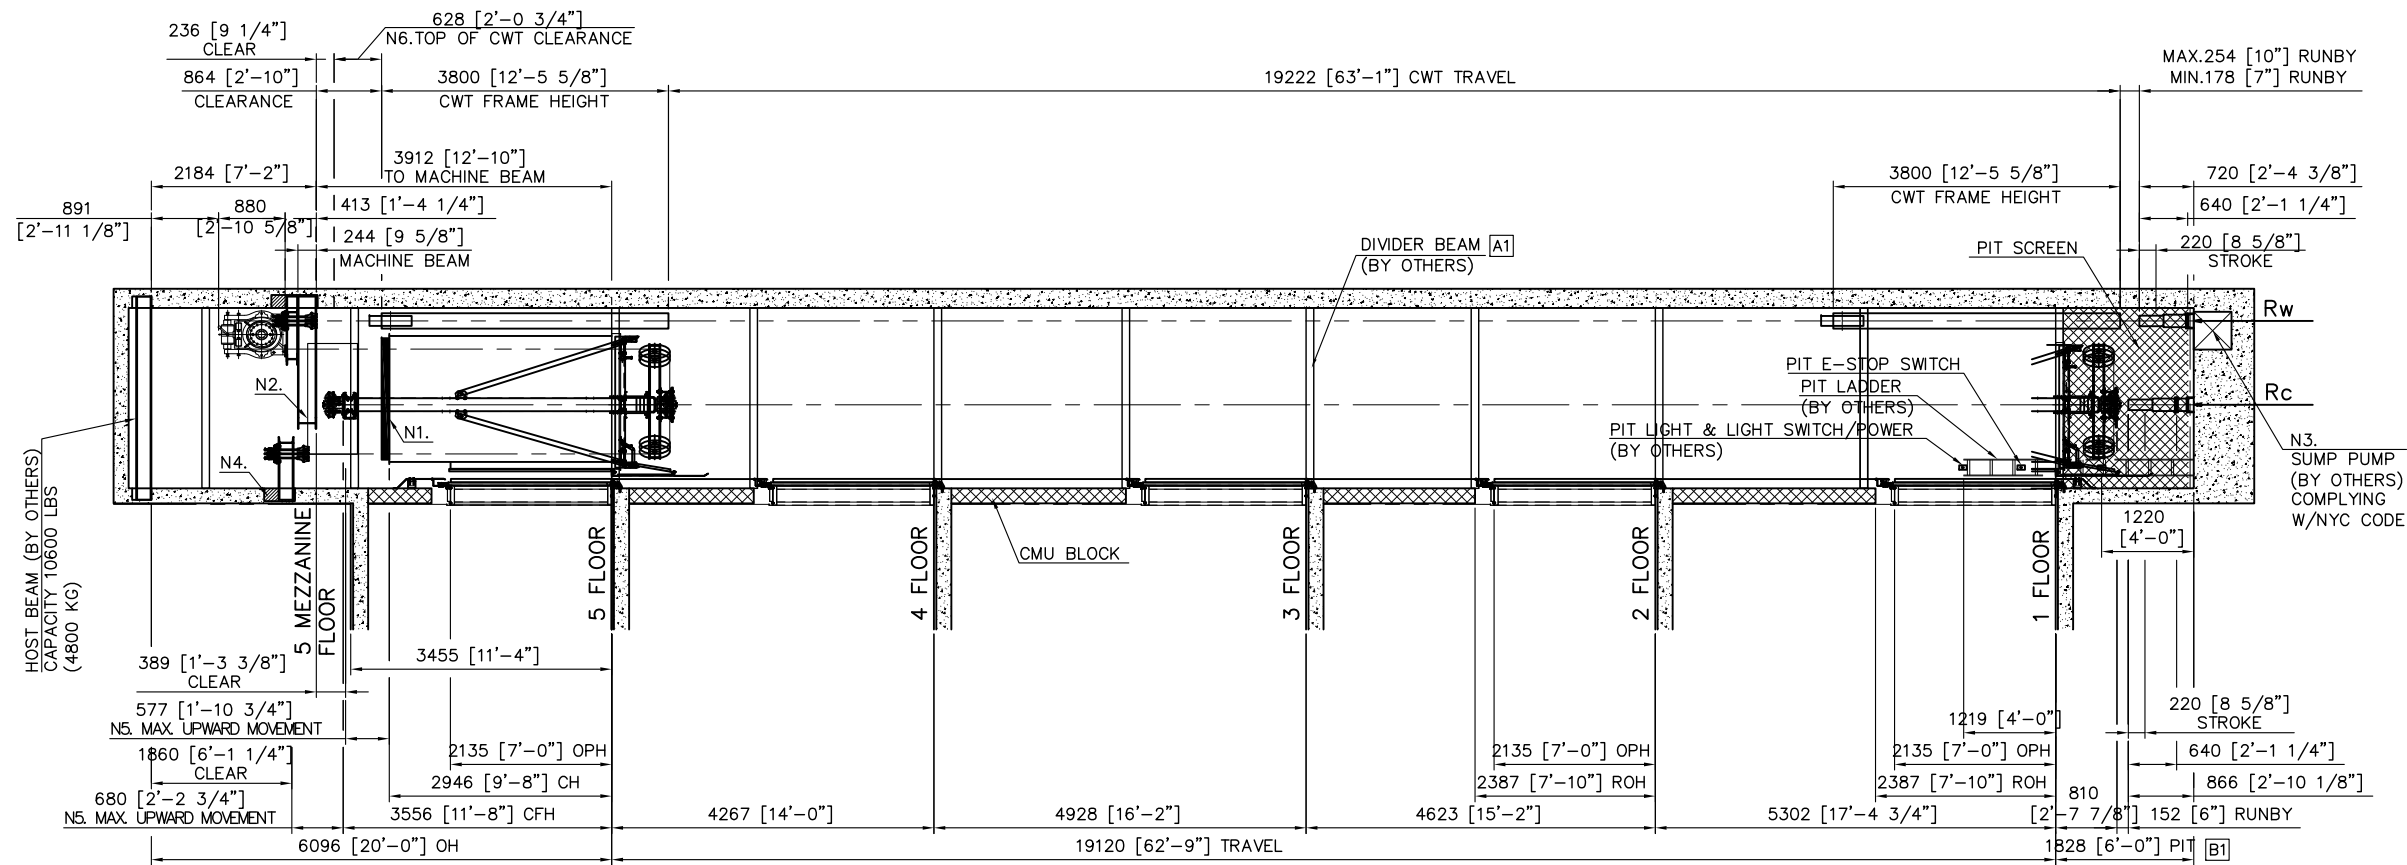 628 [2'-0 3/4"]
N6.TOP OF CWT CLEARANCE
236 [9 1/4"]
CLEAR
864 [2'-10"]
CLEARANCE
3800 [12'-5 5/8"]
CWT FRAME HEIGHT
19222 [63'-1"] CWT TRAVEL
MAX.254 [10"] RUNBY
MIN.178 [7"] RUNBY
2184 [7'-2"]
3912 [12'-10"]
TO MACHINE BEAM
3800 [12'-5 5/8"]
CWT FRAME HEIGHT
720 [2'-4 3/8"]
891
[2'-11 1/8"]
880
[2'-10 5/8"]
413 [1'-4 1/4"]
640 [2'-1 1/4"]
244 [9 5/8"]
MACHINE BEAM
DIVIDER BEAM A1
(BY OTHERS)
PIT SCREEN
220 [8 5/8"]
STROKE
Rw
N2.
PIT E-STOP SWITCH
PIT LADDER
(BY OTHERS)
Rc
N1.
PIT LIGHT & LIGHT SWITCH/POWER
(BY OTHERS)
N4.
N3.
SUMP PUMP
(BY OTHERS)
COMPLYING
W/NYC CODE
HOST BEAM (BY OTHERS)
CAPACITY 10600 LBS
(4800 KG)
5 MEZZANINE
FLOOR
5 FLOOR
4 FLOOR
CMU BLOCK
3 FLOOR
2 FLOOR
1 FLOOR
1220
[4'-0"]
389 [1'-3 3/8"]
CLEAR
3455 [11'-4"]
577 [1'-10 3/4"]
N5. MAX. UPWARD MOVEMENT
1219 [4'-0"]
220 [8 5/8"]
STROKE
1860 [6'-1 1/4"]
CLEAR
2135 [7'-0"] OPH
2135 [7'-0"] OPH
2135 [7'-0"] OPH
640 [2'-1 1/4"]
2946 [9'-8"] CH
2387 [7'-10"] ROH
2387 [7'-10"] ROH
866 [2'-10 1/8"]
680 [2'-2 3/4"]
N5. MAX. UPWARD MOVEMENT
3556 [11'-8"] CFH
4267 [14'-0"]
4928 [16'-2"]
4623 [15'-2"]
5302 [17'-4 3/4"]
810
[2'-7 7/8"]
152 [6"] RUNBY
6096 [20'-0"] OH
19120 [62'-9"] TRAVEL
1828 [6'-0"] PIT B1